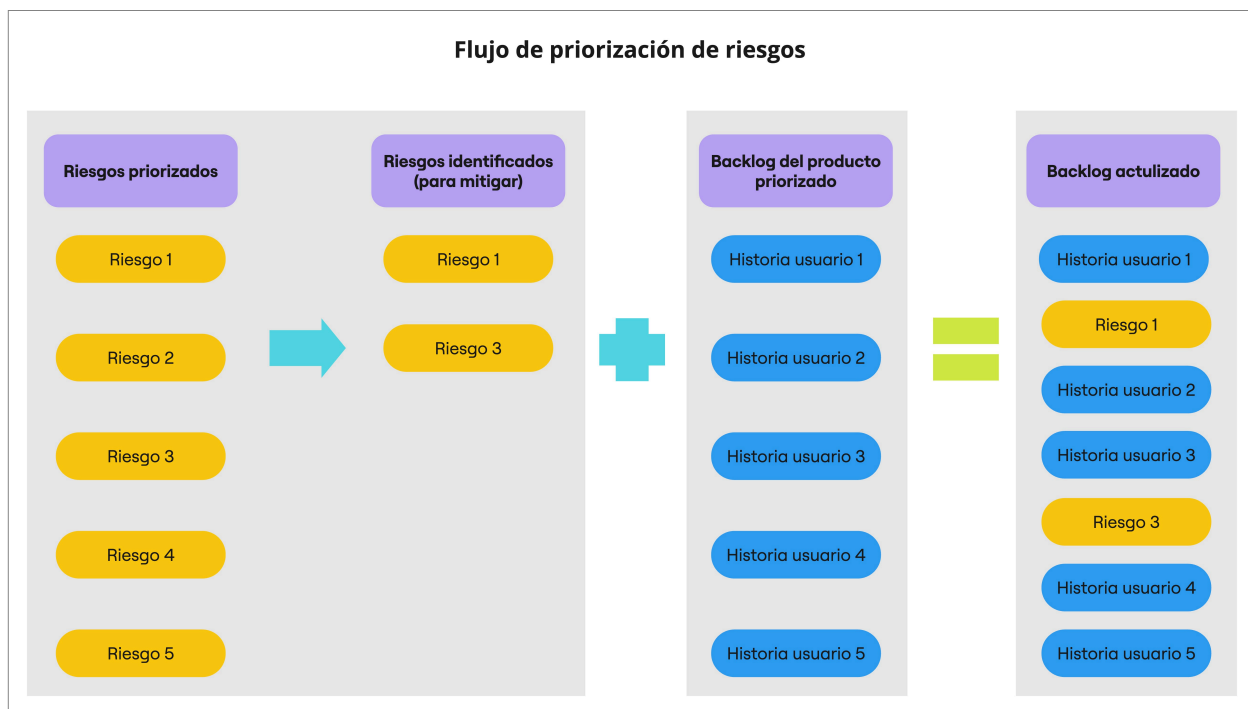 Flujo de priorización de riesgos
Riesgos priorizados
Riesgo 1
Riesgo 2
Riesgo 3
Riesgo 4
Riesgo 5
Riesgos identificados
(para mitigar)
Riesgo 1
Riesgo 3
Backlog del producto
priorizado
Historia usuario 1
Historia usuario 2
Historia usuario 3
Historia usuario 4
Historia usuario 5
Backlog actulizado
Historia usuario 1
Riesgo 1
Historia usuario 2
Historia usuario 3
Riesgo 3
Historia usuario 4
Historia usuario 5